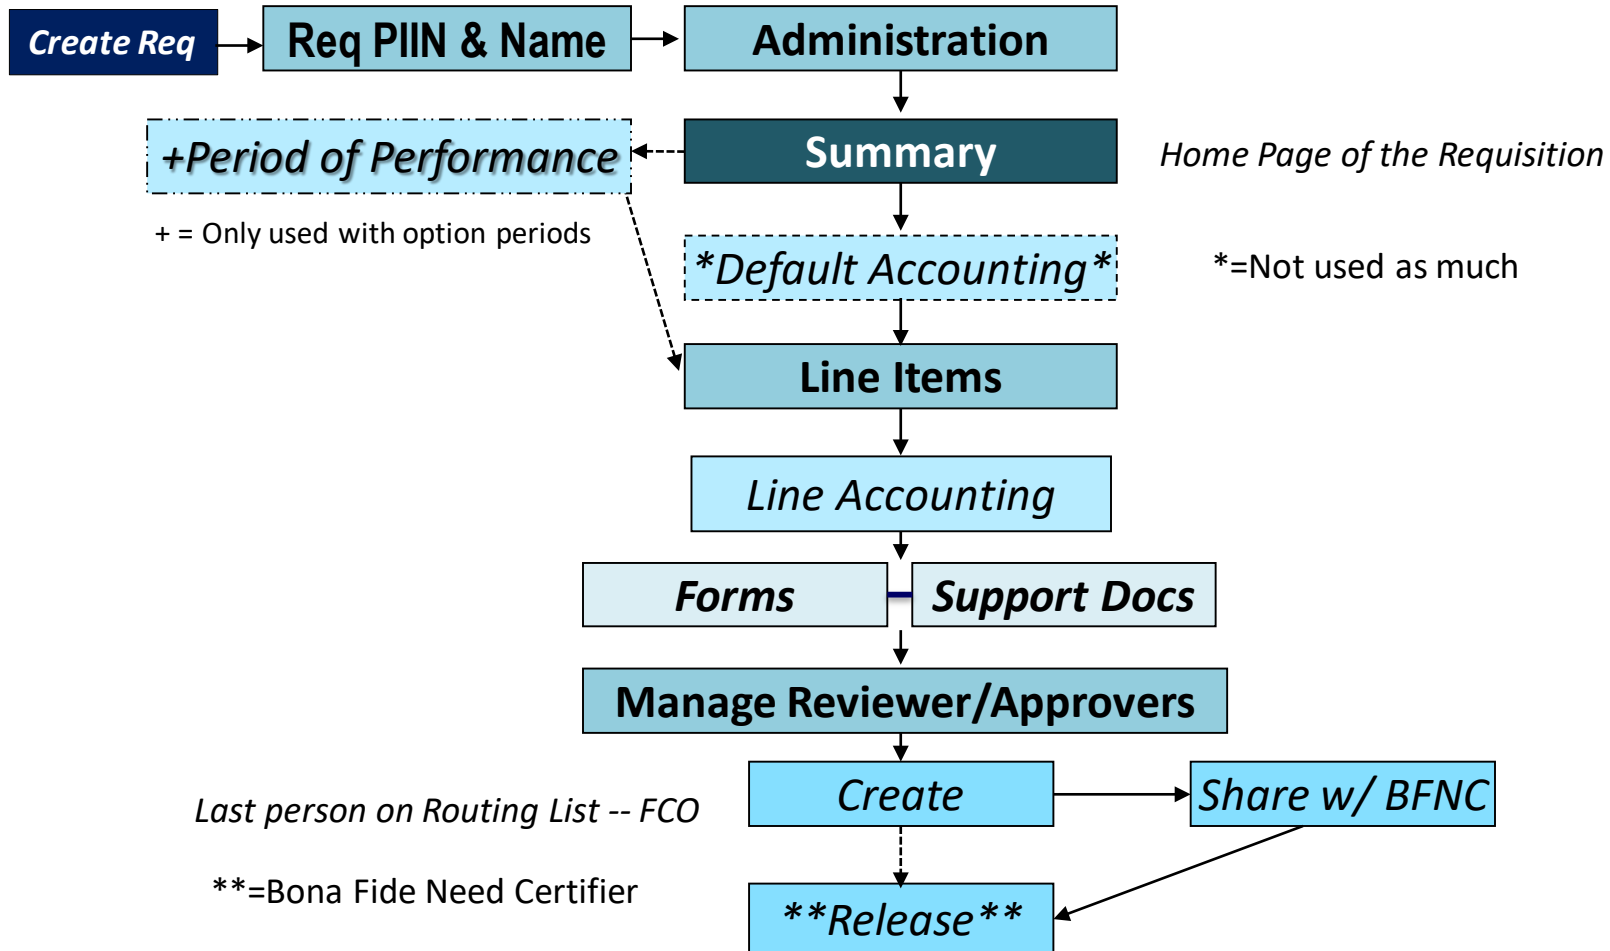 Create Req
Req PIIN & Name
Administration
+Period of Performance
Summary
Home Page of the Requisition
+ = Only used with option periods
*Default Accounting*
*=Not used as much
Line Items
Line Accounting
Forms
Support Docs
Manage Reviewer/Approvers
Create
Share w/ BFNC
Last person on Routing List -- FCO
**=Bona Fide Need Certifier
**Release**